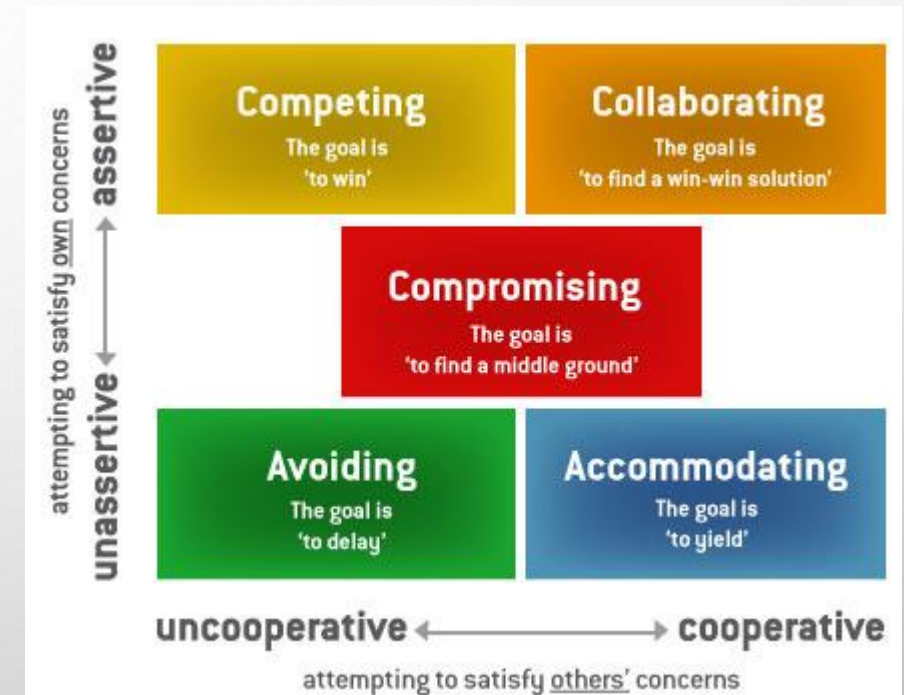 attempting to satisfy own concerns
unassertive
assertive
Competing
The goal is
'to win'
Collaborating
The goal is
'to find a win-win solution'
Compromising
The goal is
'to find a middle ground'
Avoiding
The goal is
'to delay'
Accommodating
The goal is
'to yield'
uncooperative
cooperative
attempting to satisfy others' concerns